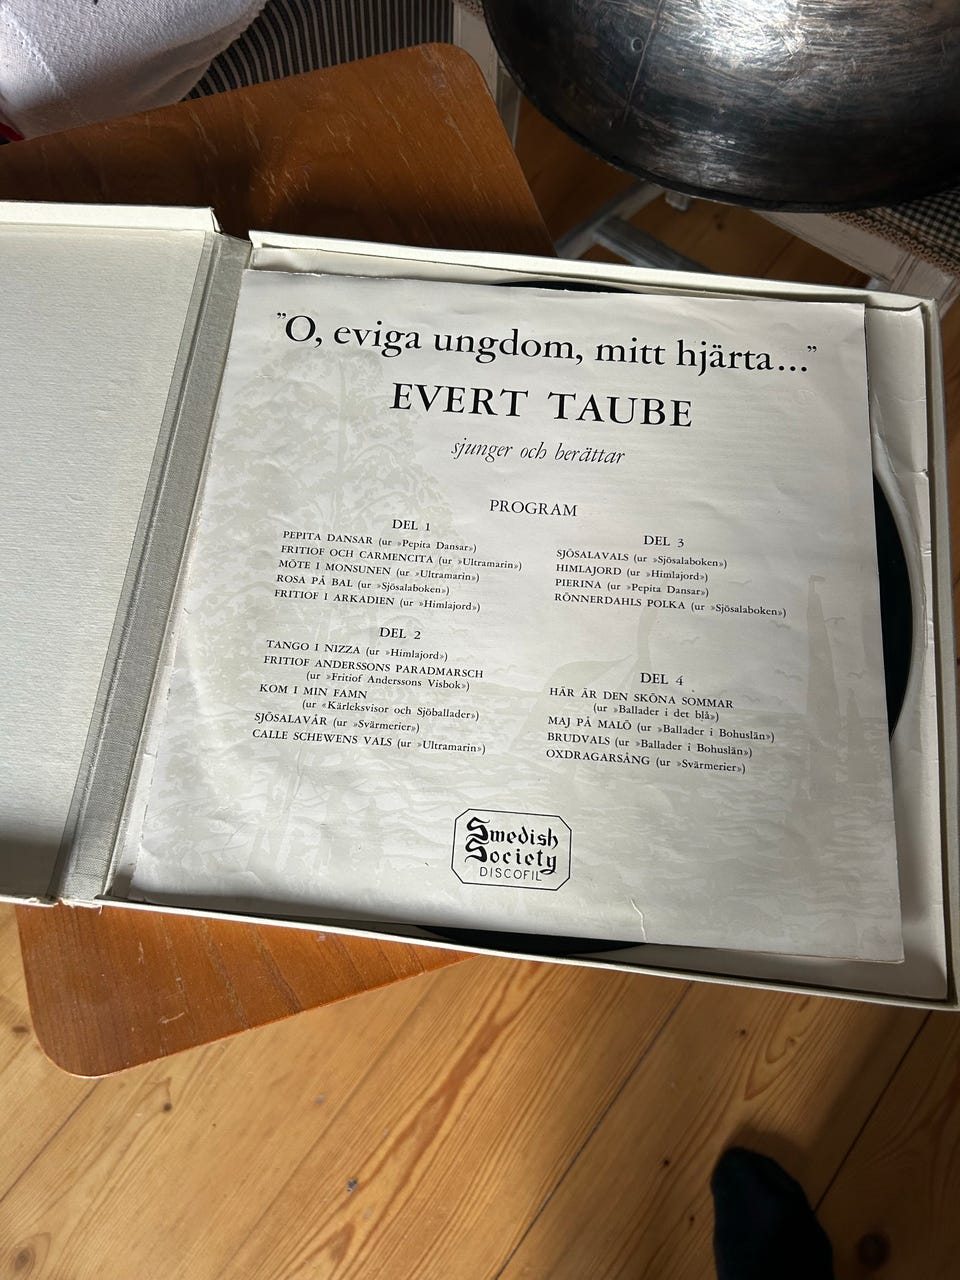 "O, eviga ungdom, mitt hjärta..."
EVERT TAUBE
sjunger och berättar
PROGRAM
DEL 1
PEPITA DANSAR (ur »Pepita Dansar»)
FRITIOF OCH CARMENCITA (ur »Ultramarin»)
MÖTE I MONSUNEN (ur »Ultramarin»)
ROSA PÅ BAL (ur »Sjösalaboken»)
FRITIOF I ARKADIEN (ur »Himlajord»)
DEL 2
TANGO I NIZZA (ur »Himlajord»)
FRITIOF ANDERSSONS PARADMARSCH
(ur »Fritiof Anderssons Visbok»)
KOM I MIN FAMN
(ur »Kärleksvisor och Sjöballader»)
SJÖSALAVÅR (ur »Svärmerier»)
CALLE SCHEWENS VALS (ur »Ultramarin»)
DEL 3
SJÖSALAVALS (ur »Sjösalaboken»)
HIMLAJORD (ur »Himlajord»)
PIERINA (ur »Pepita Dansar»)
RÖNNERDAHLS POLKA (ur »Sjösalaboken»)
DEL 4
HÄR ÄR DEN SKÖNA SOMMAR
(ur »Ballader i det blå»)
MAJ PÅ MALÖ (ur »Ballader i Bohuslän»)
BRUDVALS (ur »Ballader i Bohuslän»)
OXDRAGARSÅNG (ur »Svärmerier»)
Swedish
Society
DISCOFIL